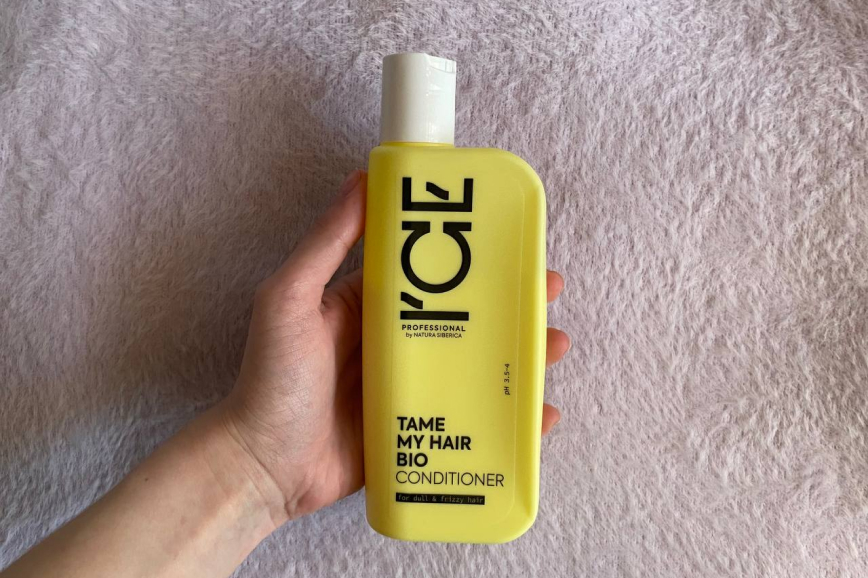 I'CE
PROFESSIONAL
by NATURA SIBERICA
pH 3.5-4
TAME
MY HAIR
BIO
CONDITIONER
for dull & frizzy hair